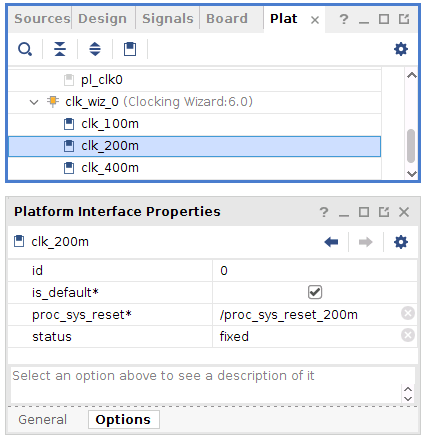 Sources Design Signals Board Plat
pl_clk0
clk_wiz_0 (Clocking Wizard:6.0)
clk_100m
clk_200m
clk_400m
Platform Interface Properties
clk_200m
id 0
is_default*
proc_sys_reset* /proc_sys_reset_200m
status fixed
Select an option above to see a description of it
General Options